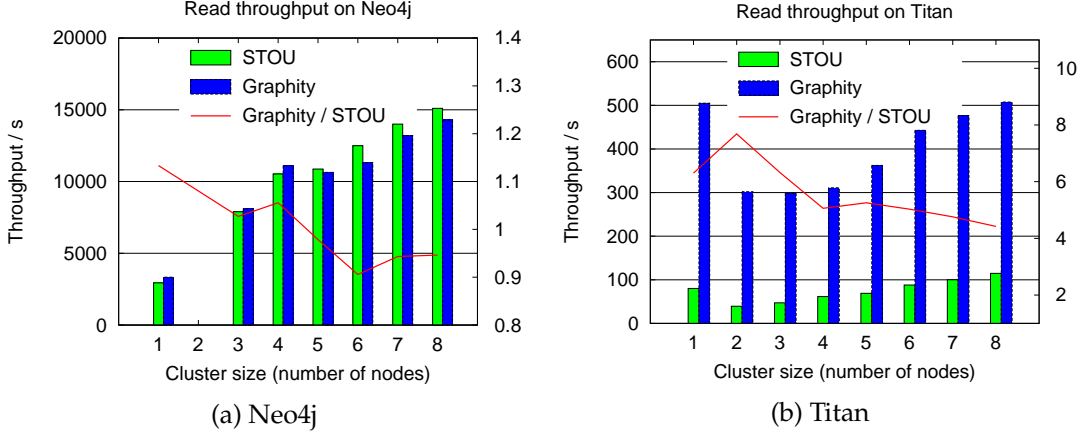 Read throughput on Neo4j
20000
15000
10000
5000
0
Throughput / s
STOU
Graphity
Graphity / STOU
1.4
1.3
1.2
1.1
1
0.9
0.8
1 2 3 4 5 6 7 8
Cluster size (number of nodes)
(a) Neo4j
Read throughput on Titan
600
500
400
300
200
100
0
Throughput / s
STOU
Graphity
Graphity / STOU
10
8
6
4
2
1 2 3 4 5 6 7 8
Cluster size (number of nodes)
(b) Titan